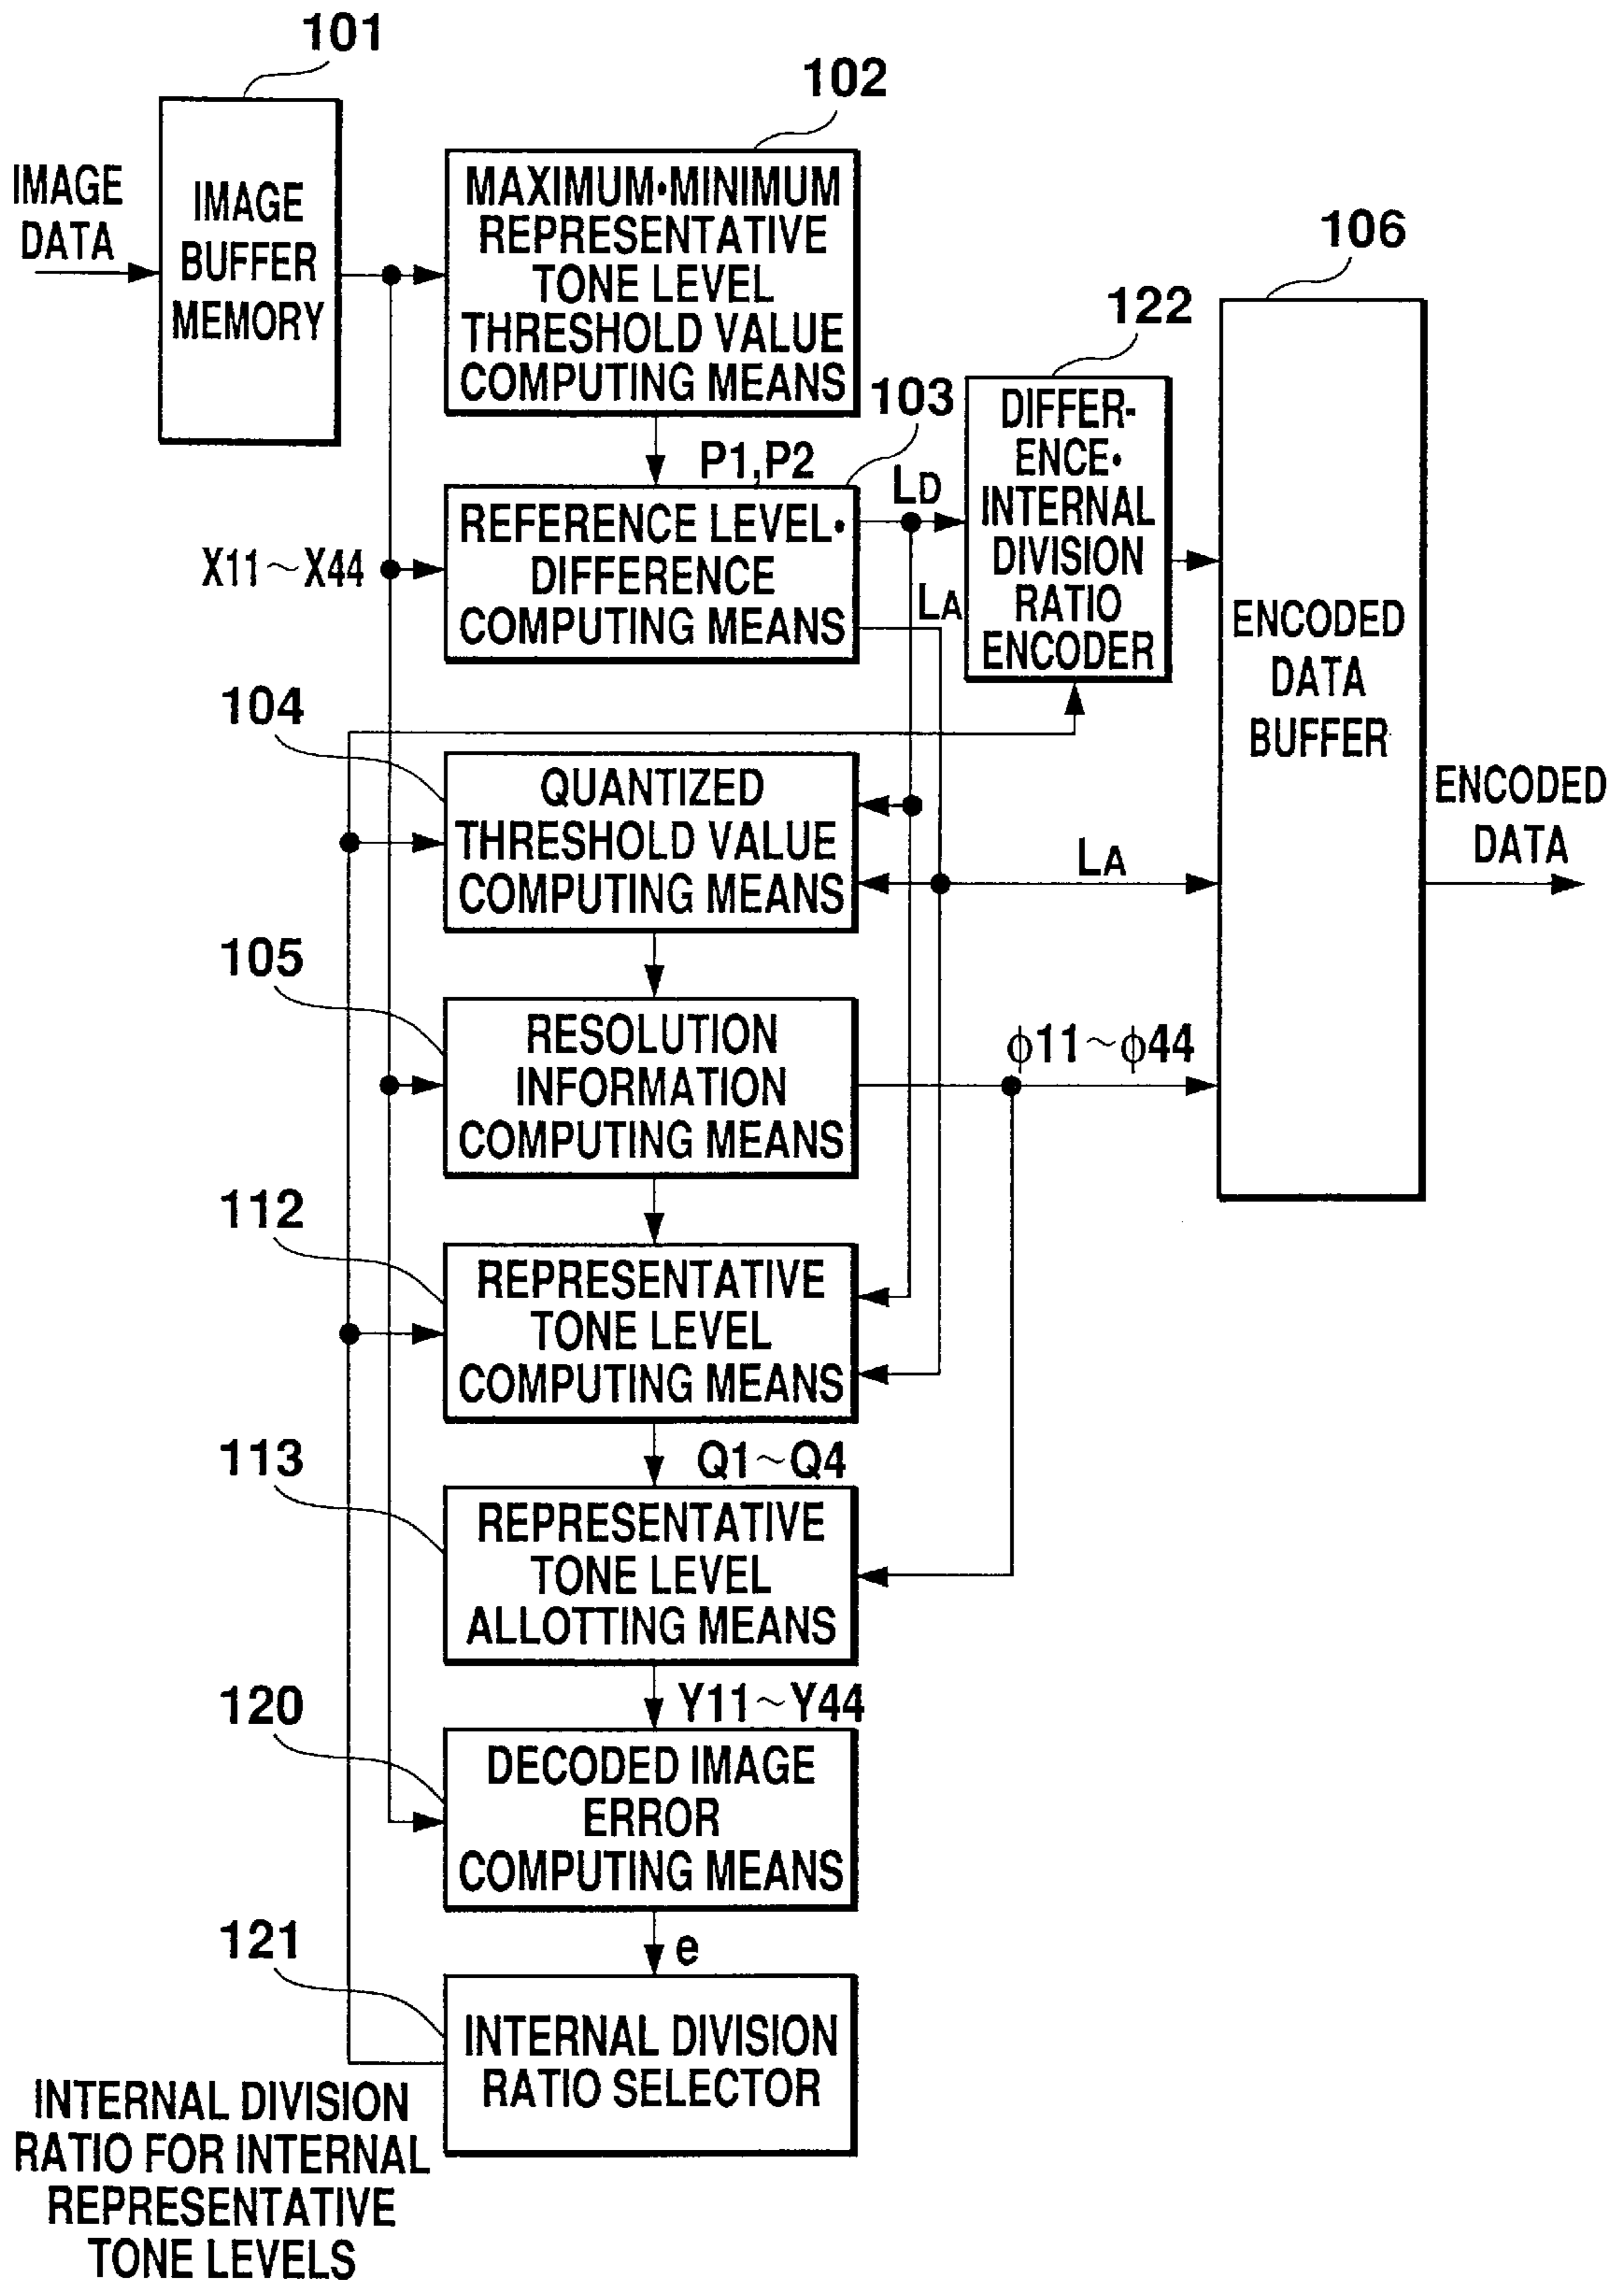 101
102
IMAGE
DATA
IMAGE
BUFFER
MEMORY
MAXIMUM•MINIMUM
REPRESENTATIVE
TONE LEVEL
THRESHOLD VALUE
COMPUTING MEANS
106
122
103
P1,P2
LD
DIFFER-
ENCE•
INTERNAL
DIVISION
RATIO
ENCODER
X11~X44
REFERENCE LEVEL•
DIFFERENCE
COMPUTING MEANS
LA
ENCODED
DATA
BUFFER
104
QUANTIZED
THRESHOLD VALUE
COMPUTING MEANS
LA
ENCODED
DATA
105
RESOLUTION
INFORMATION
COMPUTING MEANS
ϕ11~ϕ44
112
REPRESENTATIVE
TONE LEVEL
COMPUTING MEANS
Q1~Q4
113
REPRESENTATIVE
TONE LEVEL
ALLOTTING MEANS
Y11~Y44
120
DECODED IMAGE
ERROR
COMPUTING MEANS
e
121
INTERNAL DIVISION
RATIO SELECTOR
INTERNAL DIVISION
RATIO FOR INTERNAL
REPRESENTATIVE
TONE LEVELS